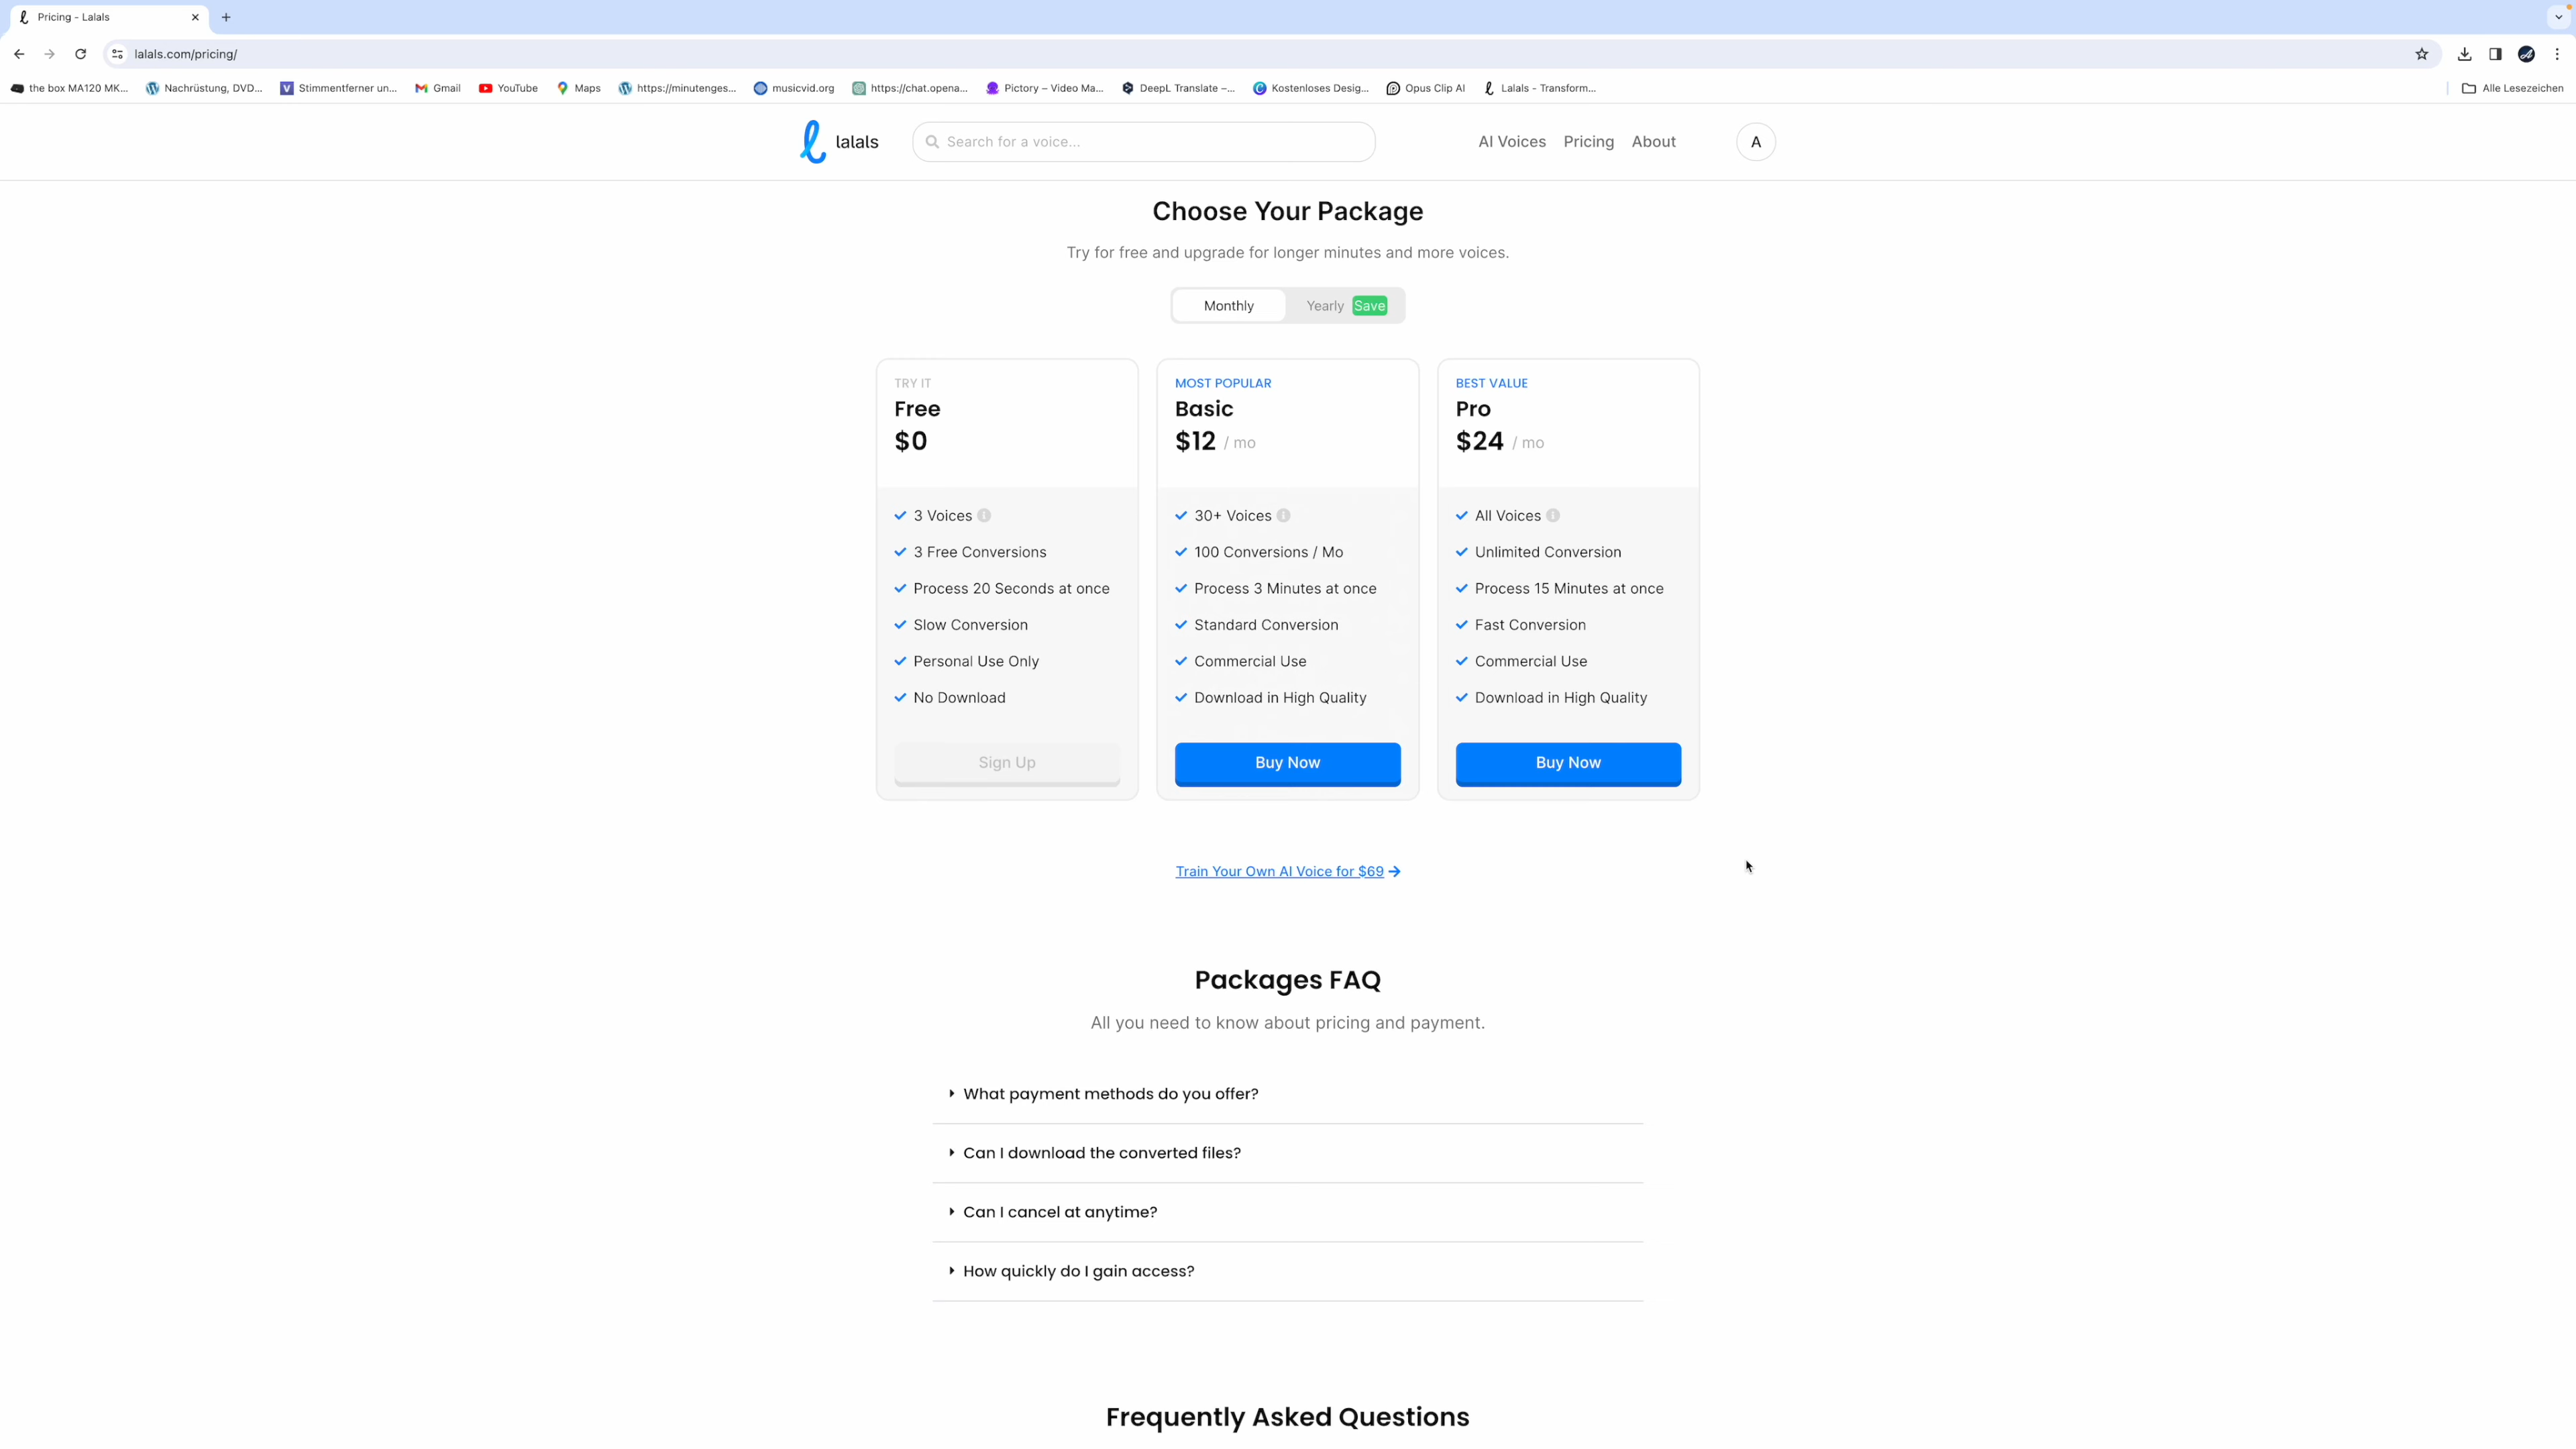 Pricing - Lalals
lalals.com/pricing/
the box MA120 MK...
Nachrüstung, DVD...
Stimmentferner un...
Gmail
YouTube
Maps
https://minutenges...
musicvid.org
https://chat.opena...
Pictory – Video Ma...
DeepL Translate –...
Kostenloses Desig...
Opus Clip AI
Lalals - Transform...
Alle Lesezeichen
lalals
Search for a voice...
AI Voices
Pricing
About
A
Choose Your Package
Try for free and upgrade for longer minutes and more voices.
Monthly
Yearly Save
TRY IT
Free
$0
3 Voices
3 Free Conversions
Process 20 Seconds at once
Slow Conversion
Personal Use Only
No Download
Sign Up
MOST POPULAR
Basic
$12 / mo
30+ Voices
100 Conversions / Mo
Process 3 Minutes at once
Standard Conversion
Commercial Use
Download in High Quality
Buy Now
BEST VALUE
Pro
$24 / mo
All Voices
Unlimited Conversion
Process 15 Minutes at once
Fast Conversion
Commercial Use
Download in High Quality
Buy Now
Train Your Own AI Voice for $69
Packages FAQ
All you need to know about pricing and payment.
What payment methods do you offer?
Can I download the converted files?
Can I cancel at anytime?
How quickly do I gain access?
Frequently Asked Questions